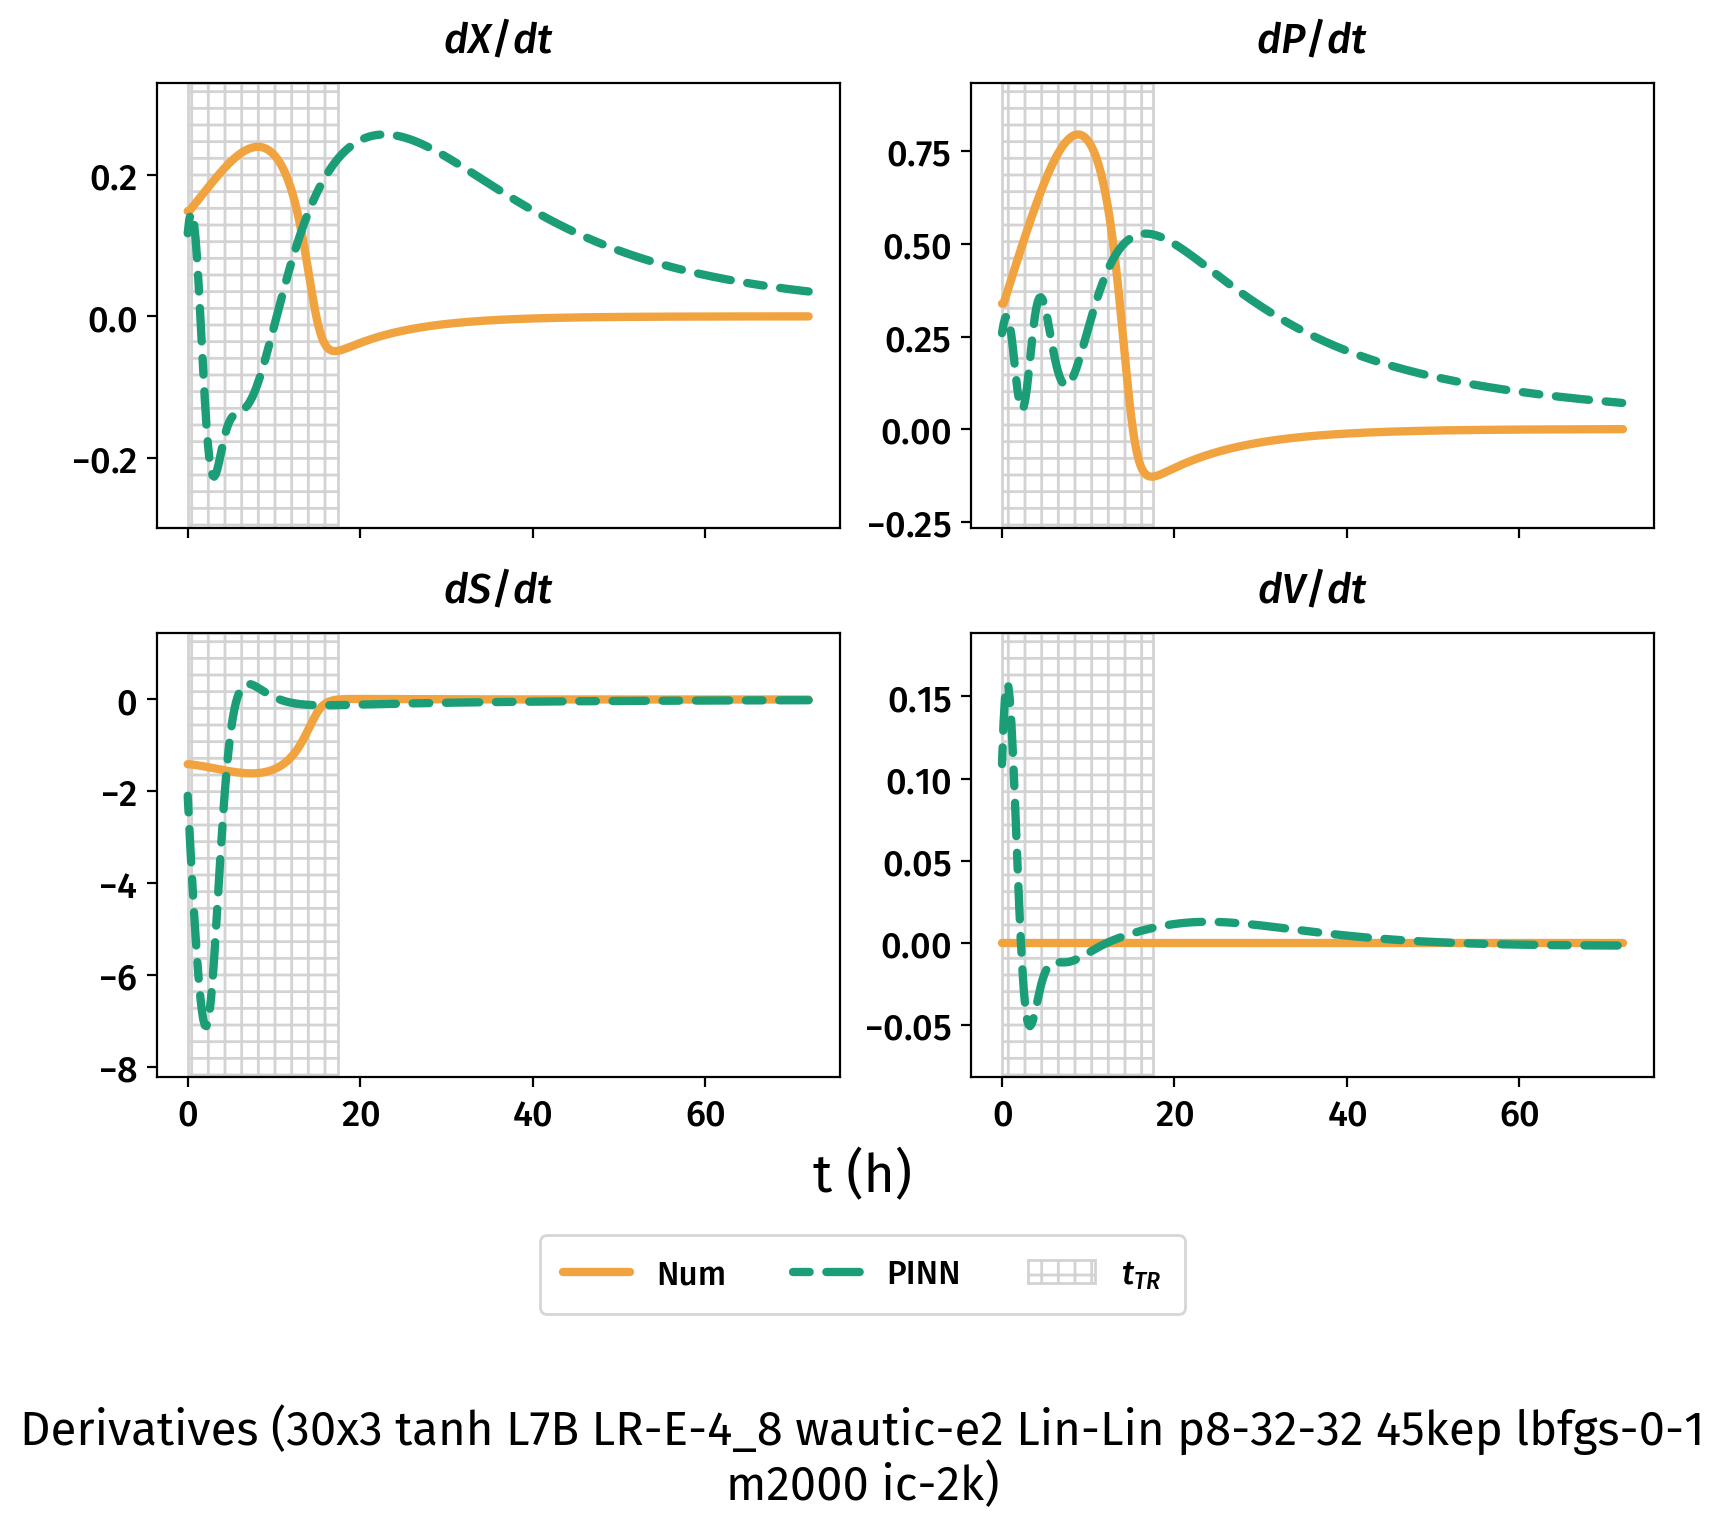 dX/dt
dP/dt
0.2
0.0
−0.2
0.75
0.50
0.25
0.00
−0.25
dS/dt
dV/dt
0
−2
−4
−6
−8
0.15
0.10
0.05
0.00
−0.05
0 20 40 60
0 20 40 60
t (h)
Num PINN tTR
Derivatives (30x3 tanh L7B LR-E-4_8 wautic-e2 Lin-Lin p8-32-32 45kep lbfgs-0-1
m2000 ic-2k)